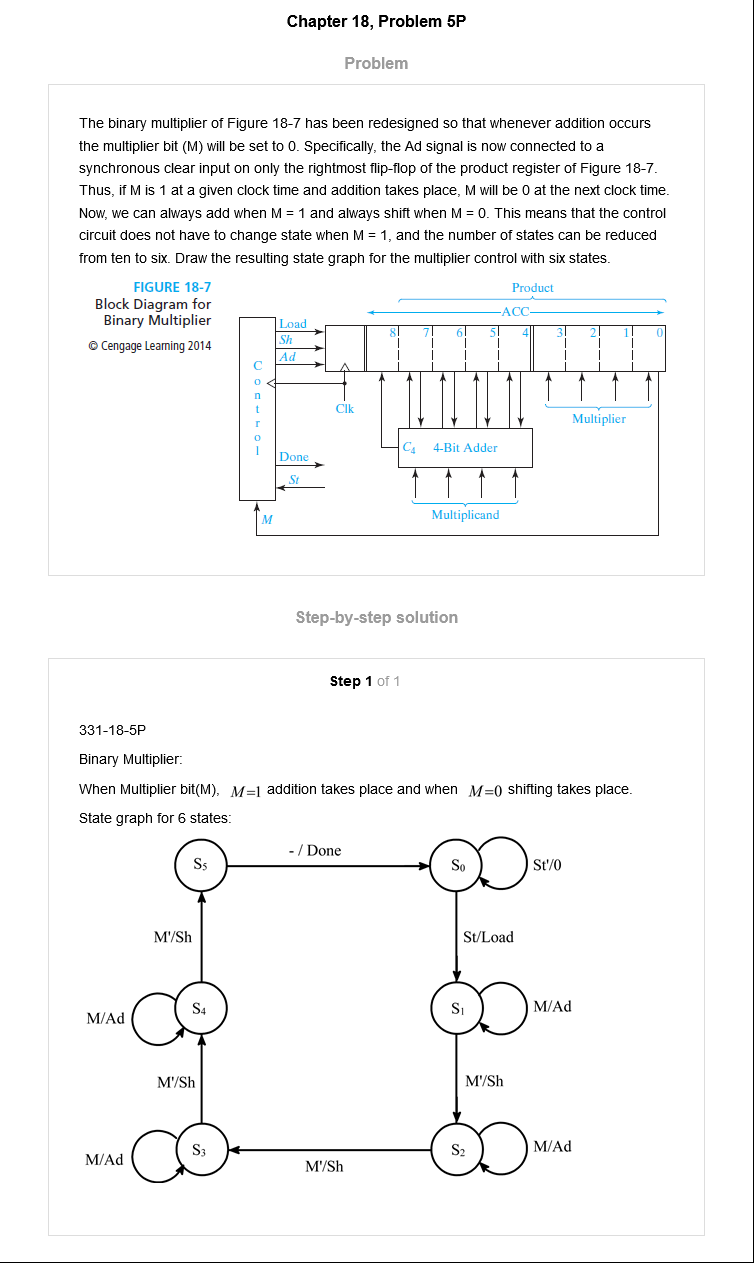 Chapter 18, Problem 5P
Problem
The binary multiplier of Figure 18-7 has been redesigned so that whenever addition occurs
the multiplier bit (M) will be set to 0. Specifically, the Ad signal is now connected to a
synchronous clear input on only the rightmost flip-flop of the product register of Figure 18-7.
Thus, if M is 1 at a given clock time and addition takes place, M will be 0 at the next clock time.
Now, we can always add when M = 1 and always shift when M = 0. This means that the control
circuit does not have to change state when M = 1, and the number of states can be reduced
from ten to six. Draw the resulting state graph for the multiplier control with six states.
FIGURE 18-7
Block Diagram for
Binary Multiplier
© Cengage Learning 2014
Product
ACC
Load
Sh
Ad
8 7 6 5 4 3 2 1 0
Control
Clk
Multiplier
C4 4-Bit Adder
Done
St
Multiplicand
M
Step-by-step solution
Step 1 of 1
331-18-5P
Binary Multiplier:
When Multiplier bit(M), M=1 addition takes place and when M=0 shifting takes place.
State graph for 6 states:
- / Done
S5
S0
St'/0
M'/Sh
St/Load
M/Ad
S4
S1
M/Ad
M'/Sh
M'/Sh
M/Ad
S3
S2
M/Ad
M'/Sh